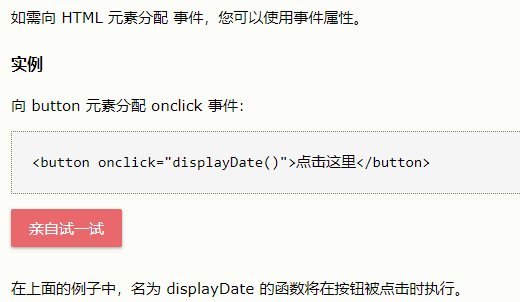 如需向 HTML 元素分配 事件，您可以使用事件属性。
实例
向 button 元素分配 onclick 事件：
<button onclick="displayDate()">点击这里</button>
亲自试一试
在上面的例子中，名为 displayDate 的函数将在按钮被点击时执行。